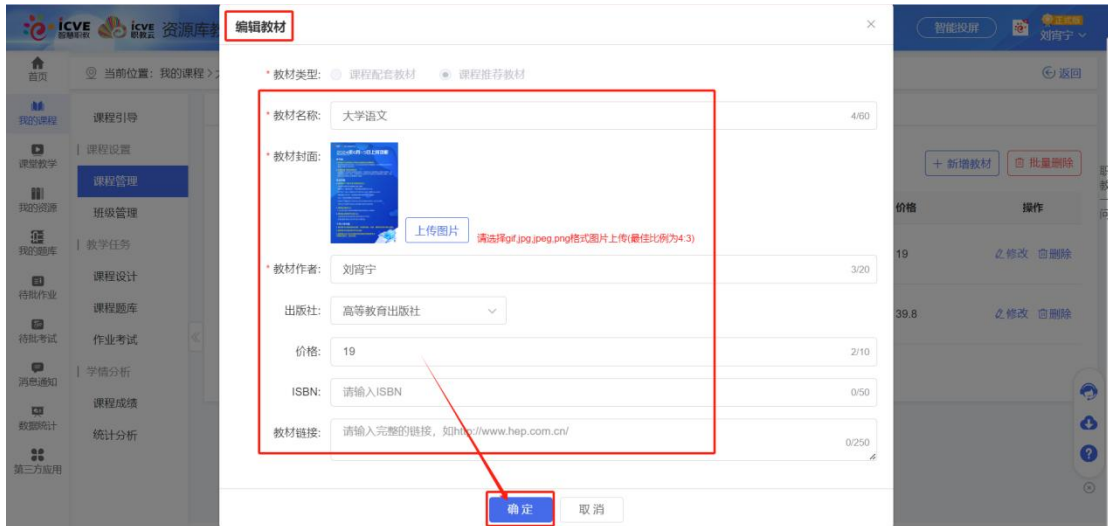 icve 智慧职教 icve 职教云 资源库教
编辑教材
智能投屏
正式版
刘宵宁
首页
当前位置：我的课程 >
返回
我的课程
课堂教学
我的资源
我的题库
待批作业
待批考试
消息通知
数据统计
第三方应用
课程引导
课程设置
课程管理
班级管理
教学任务
课程设计
课程题库
作业考试
学情分析
课程成绩
统计分析
* 教材类型: 课程配套教材 课程推荐教材
* 教材名称: 大学语文 4/60
* 教材封面:
上传图片 请选择gif,jpg,jpeg,png格式图片上传(最佳比例为4:3)
* 教材作者: 刘宵宁 3/20
出版社: 高等教育出版社
价格: 19 2/10
ISBN: 请输入ISBN 0/50
教材链接: 请输入完整的链接，如http://www.hep.com.cn/ 0/250
确定 取消
+ 新增教材 批量删除
价格 操作
19 修改 删除
39.8 修改 删除